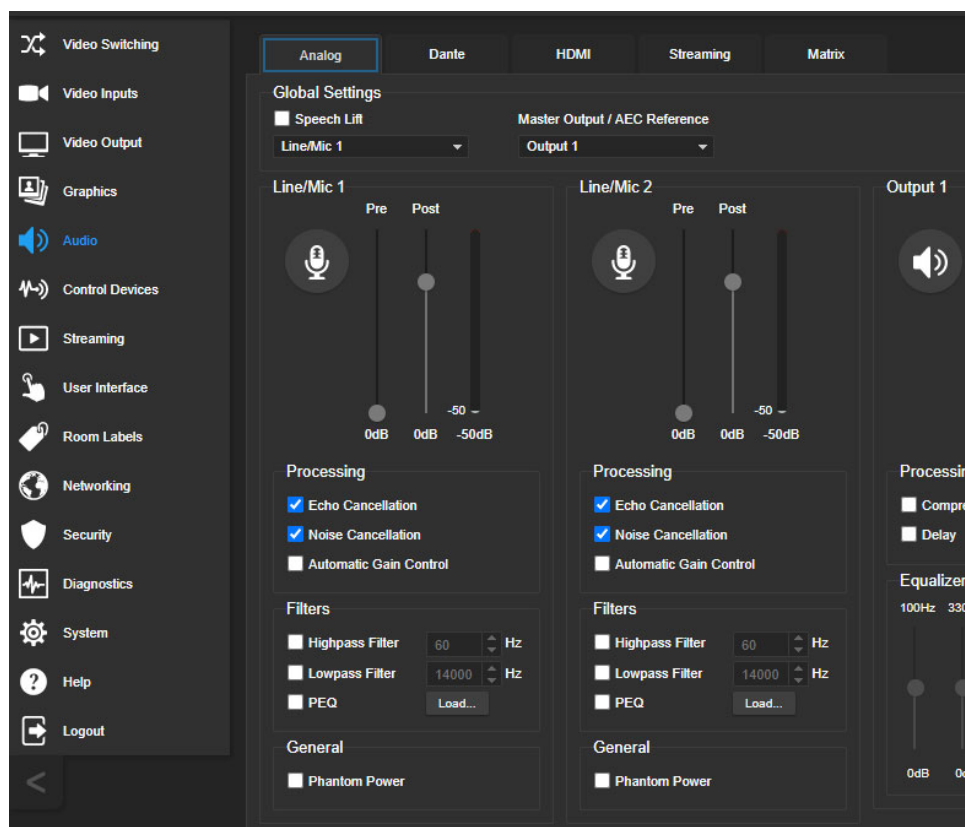 Video Switching
Video Inputs
Video Output
Graphics
Audio
Control Devices
Streaming
User Interface
Room Labels
Networking
Security
Diagnostics
System
? Help
Logout
<
Analog Dante HDMI Streaming Matrix
Global Settings
Speech Lift Master Output / AEC Reference
Line/Mic 1 Output 1
Line/Mic 1
Pre Post
-50
0dB 0dB -50dB
Processing
Echo Cancellation
Noise Cancellation
Automatic Gain Control
Filters
Highpass Filter 60 Hz
Lowpass Filter 14000 Hz
PEQ Load...
General
Phantom Power
Line/Mic 2
Pre Post
-50
0dB 0dB -50dB
Processing
Echo Cancellation
Noise Cancellation
Automatic Gain Control
Filters
Highpass Filter 60 Hz
Lowpass Filter 14000 Hz
PEQ Load...
General
Phantom Power
Output 1
Processin
Compre
Delay
Equalizer
100Hz 330
0dB